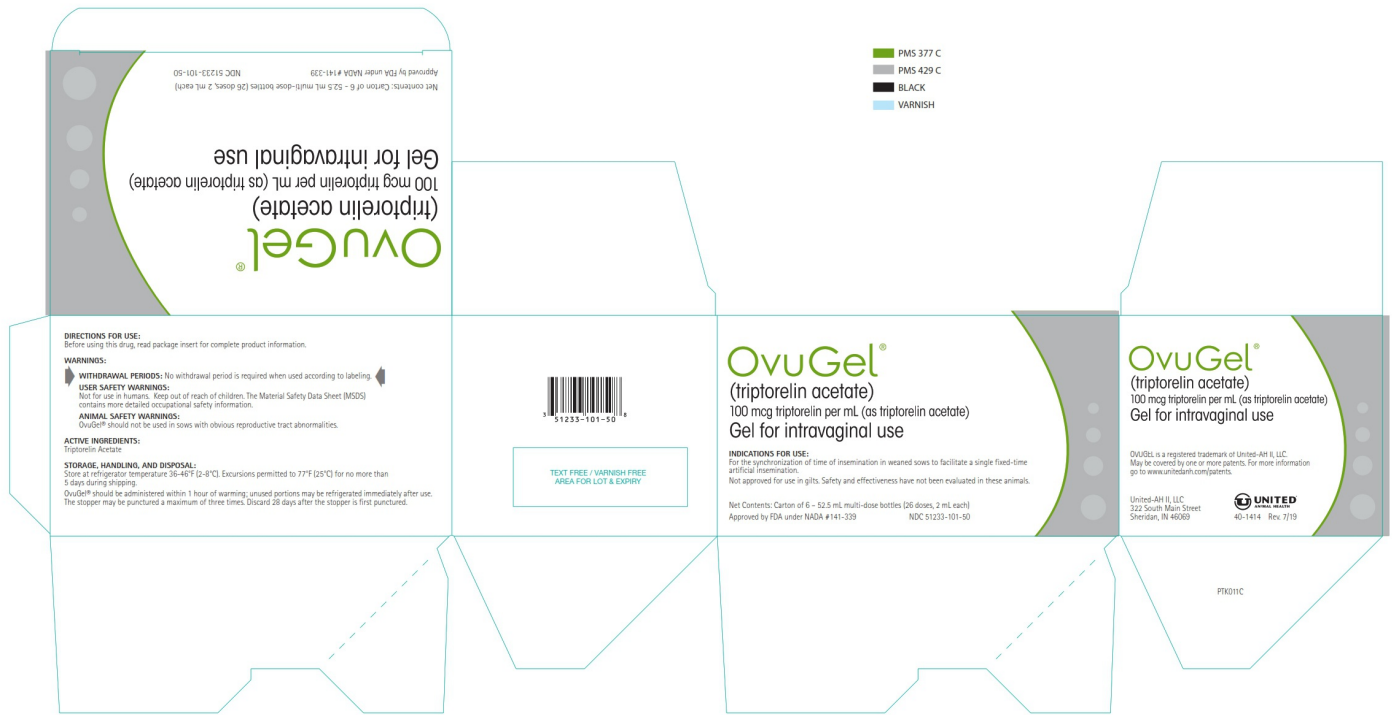 PMS 377 C
PMS 429 C
BLACK
VARNISH
OvuGel®
(triptorelin acetate)
100 mcg triptorelin per mL (as triptorelin acetate)
Gel for intravaginal use
Net contents: Carton of 6 - 52.5 mL multi-dose bottles (26 doses, 2 mL each)
Approved by FDA under NADA #141-339 NDC 51233-101-50
DIRECTIONS FOR USE:
Before using this drug, read package insert for complete product information.
WARNINGS:
WITHDRAWAL PERIODS: No withdrawal period is required when used according to labeling.
USER SAFETY WARNINGS:
Not for use in humans. Keep out of reach of children. The Material Safety Data Sheet (MSDS)
contains more detailed occupational safety information.
ANIMAL SAFETY WARNINGS:
OvuGel® should not be used in sows with obvious reproductive tract abnormalities.
ACTIVE INGREDIENTS:
Triptorelin Acetate
STORAGE, HANDLING, AND DISPOSAL:
Store at refrigerator temperature 36-46°F (2-8°C). Excursions permitted to 77°F (25°C) for no more than
5 days during shipping.
OvuGel® should be administered within 1 hour of warming; unused portions may be refrigerated immediately after use.
The stopper may be punctured a maximum of three times. Discard 28 days after the stopper is first punctured.
3 51233-101-50 8
TEXT FREE / VARNISH FREE
AREA FOR LOT & EXPIRY
OvuGel®
(triptorelin acetate)
100 mcg triptorelin per mL (as triptorelin acetate)
Gel for intravaginal use
INDICATIONS FOR USE:
For the synchronization of time of insemination in weaned sows to facilitate a single fixed-time
artificial insemination.
Not approved for use in gilts. Safety and effectiveness have not been evaluated in these animals.
Net Contents: Carton of 6 - 52.5 mL multi-dose bottles (26 doses, 2 mL each)
Approved by FDA under NADA #141-339 NDC 51233-101-50
OvuGel®
(triptorelin acetate)
100 mcg triptorelin per mL (as triptorelin acetate)
Gel for intravaginal use
OVUGEL is a registered trademark of United-AH II, LLC.
May be covered by one or more patents. For more information
go to www.unitedanh.com/patents.
United-AH II, LLC
322 South Main Street
Sheridan, IN 46069
UNITED
ANIMAL HEALTH
40-1414 Rev. 7/19
PTK011C